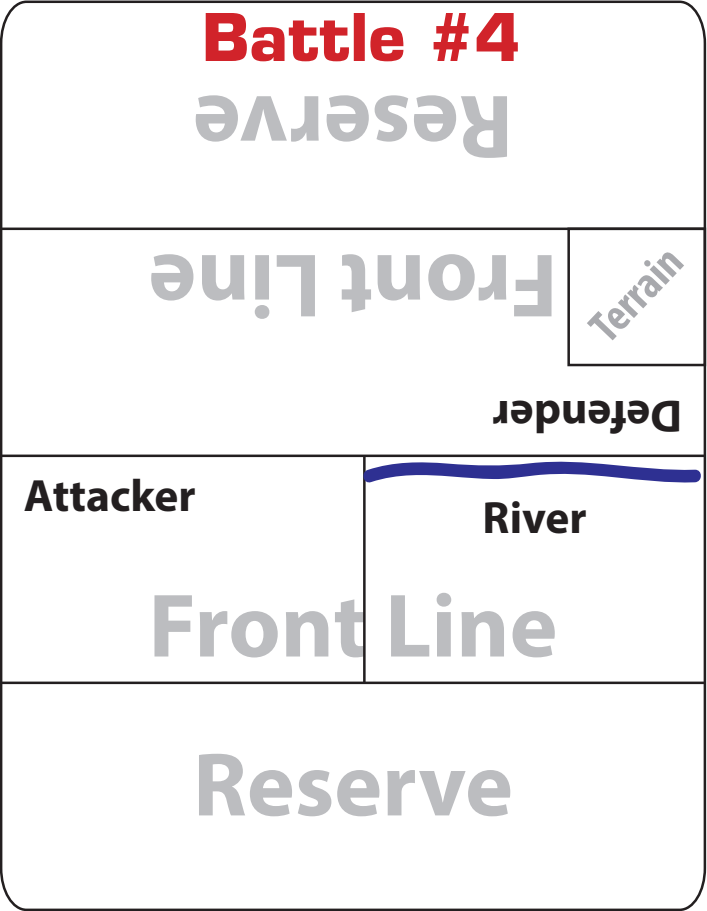 Battle #4
Reserve
Front Line
Terrain
Defender
Attacker
River
Front Line
Reserve